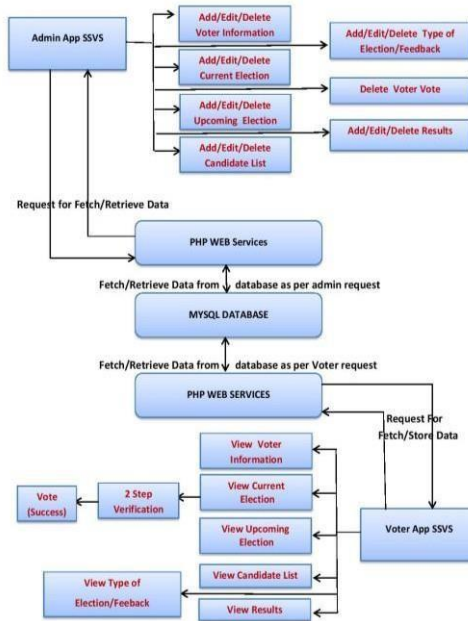 Admin App SSVS
Add/Edit/Delete
Voter Information
Add/Edit/Delete Type of
Election/Feedback
Add/Edit/Delete
Current Election
Delete Voter Vote
Add/Edit/Delete
Upcoming Election
Add/Edit/Delete Results
Add/Edit/Delete
Candidate List
Request for Fetch/Retrieve Data
PHP WEB Services
Fetch/Retrieve Data from database as per admin request
MYSQL DATABASE
Fetch/Retrieve Data from database as per Voter request
PHP WEB SERVICES
Request For
Fetch/Store Data
View Voter
Information
View Current
Election
2 Step
Verification
Vote
(Success)
View Upcoming
Election
Voter App SSVS
View Candidate List
View Type of
Election/Feeback
View Results